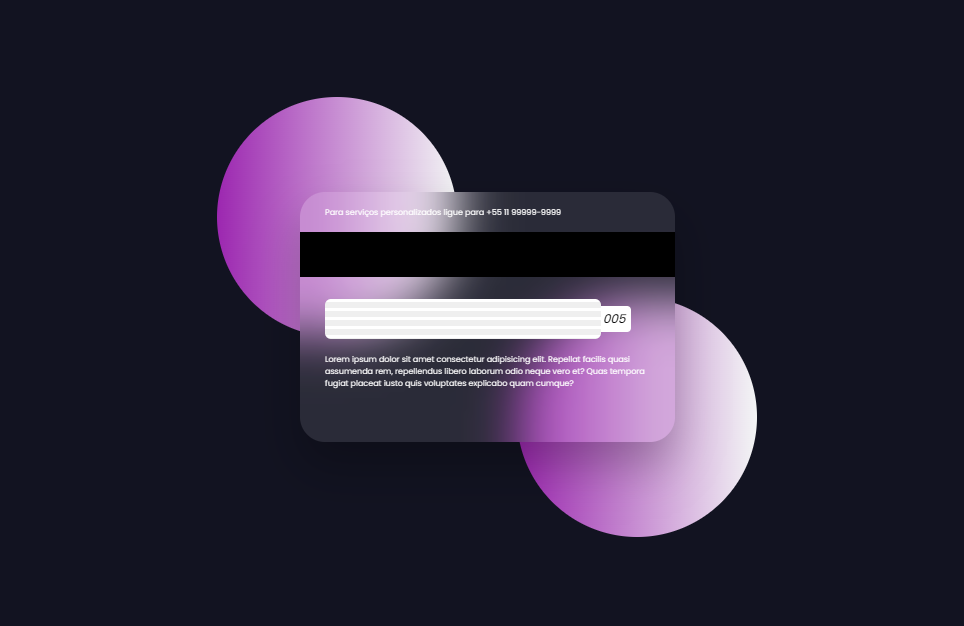 Para serviços personalizados ligue para +55 11 99999-9999
005
Lorem ipsum dolor sit amet consectetur adipisicing elit. Repellat facilis quasi
assumenda rem, repellendus libero laborum odio neque vero et? Quas tempora
fugiat placeat iusto quis voluptates explicabo quam cumque?